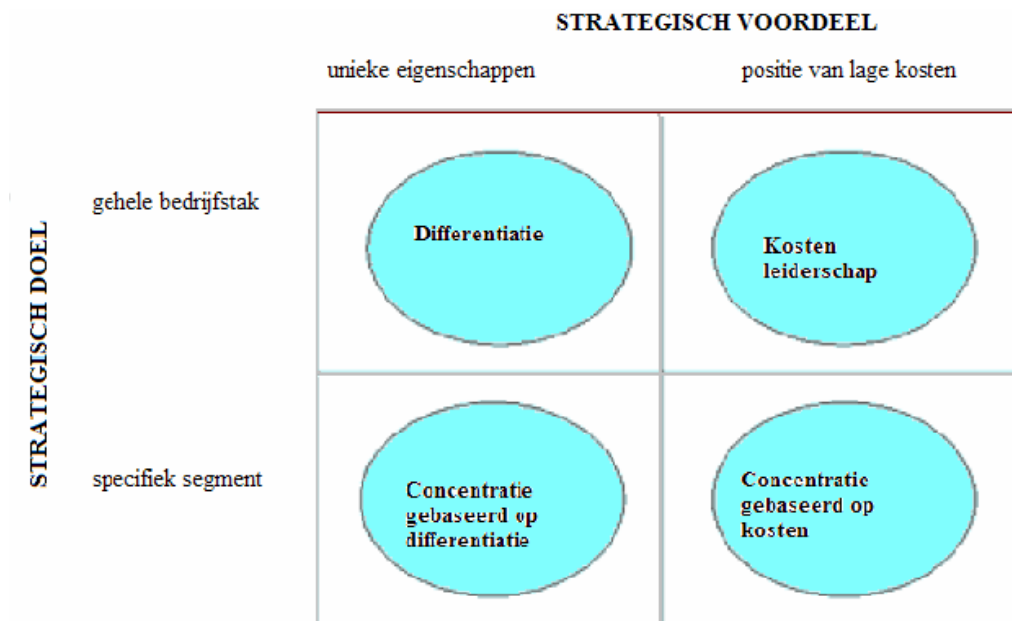 STRATEGISCH VOORDEEL
unieke eigenschappen
positie van lage kosten
STRATEGISCH DOEL
gehele bedrijfstak
Differentiatie
Kosten
leiderschap
specifiek segment
Concentratie
gebaseerd op
differentiatie
Concentratie
gebaseerd op
kosten